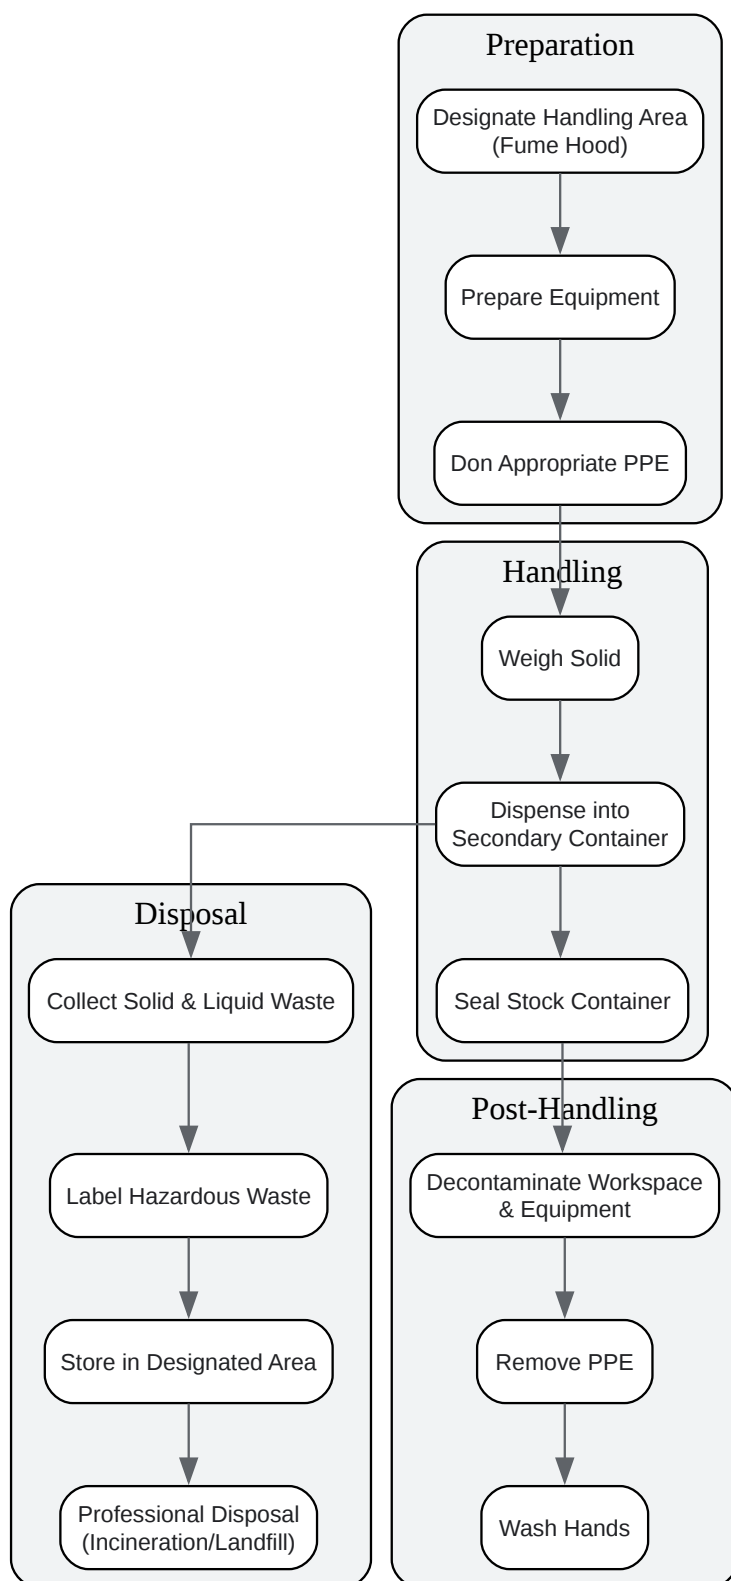 Preparation
Designate Handling Area
(Fume Hood)
Prepare Equipment
Don Appropriate PPE
Handling
Weigh Solid
Dispense into
Secondary Container
Seal Stock Container
Disposal
Collect Solid & Liquid Waste
Label Hazardous Waste
Store in Designated Area
Professional Disposal
(Incineration/Landfill)
Post-Handling
Decontaminate Workspace
& Equipment
Remove PPE
Wash Hands